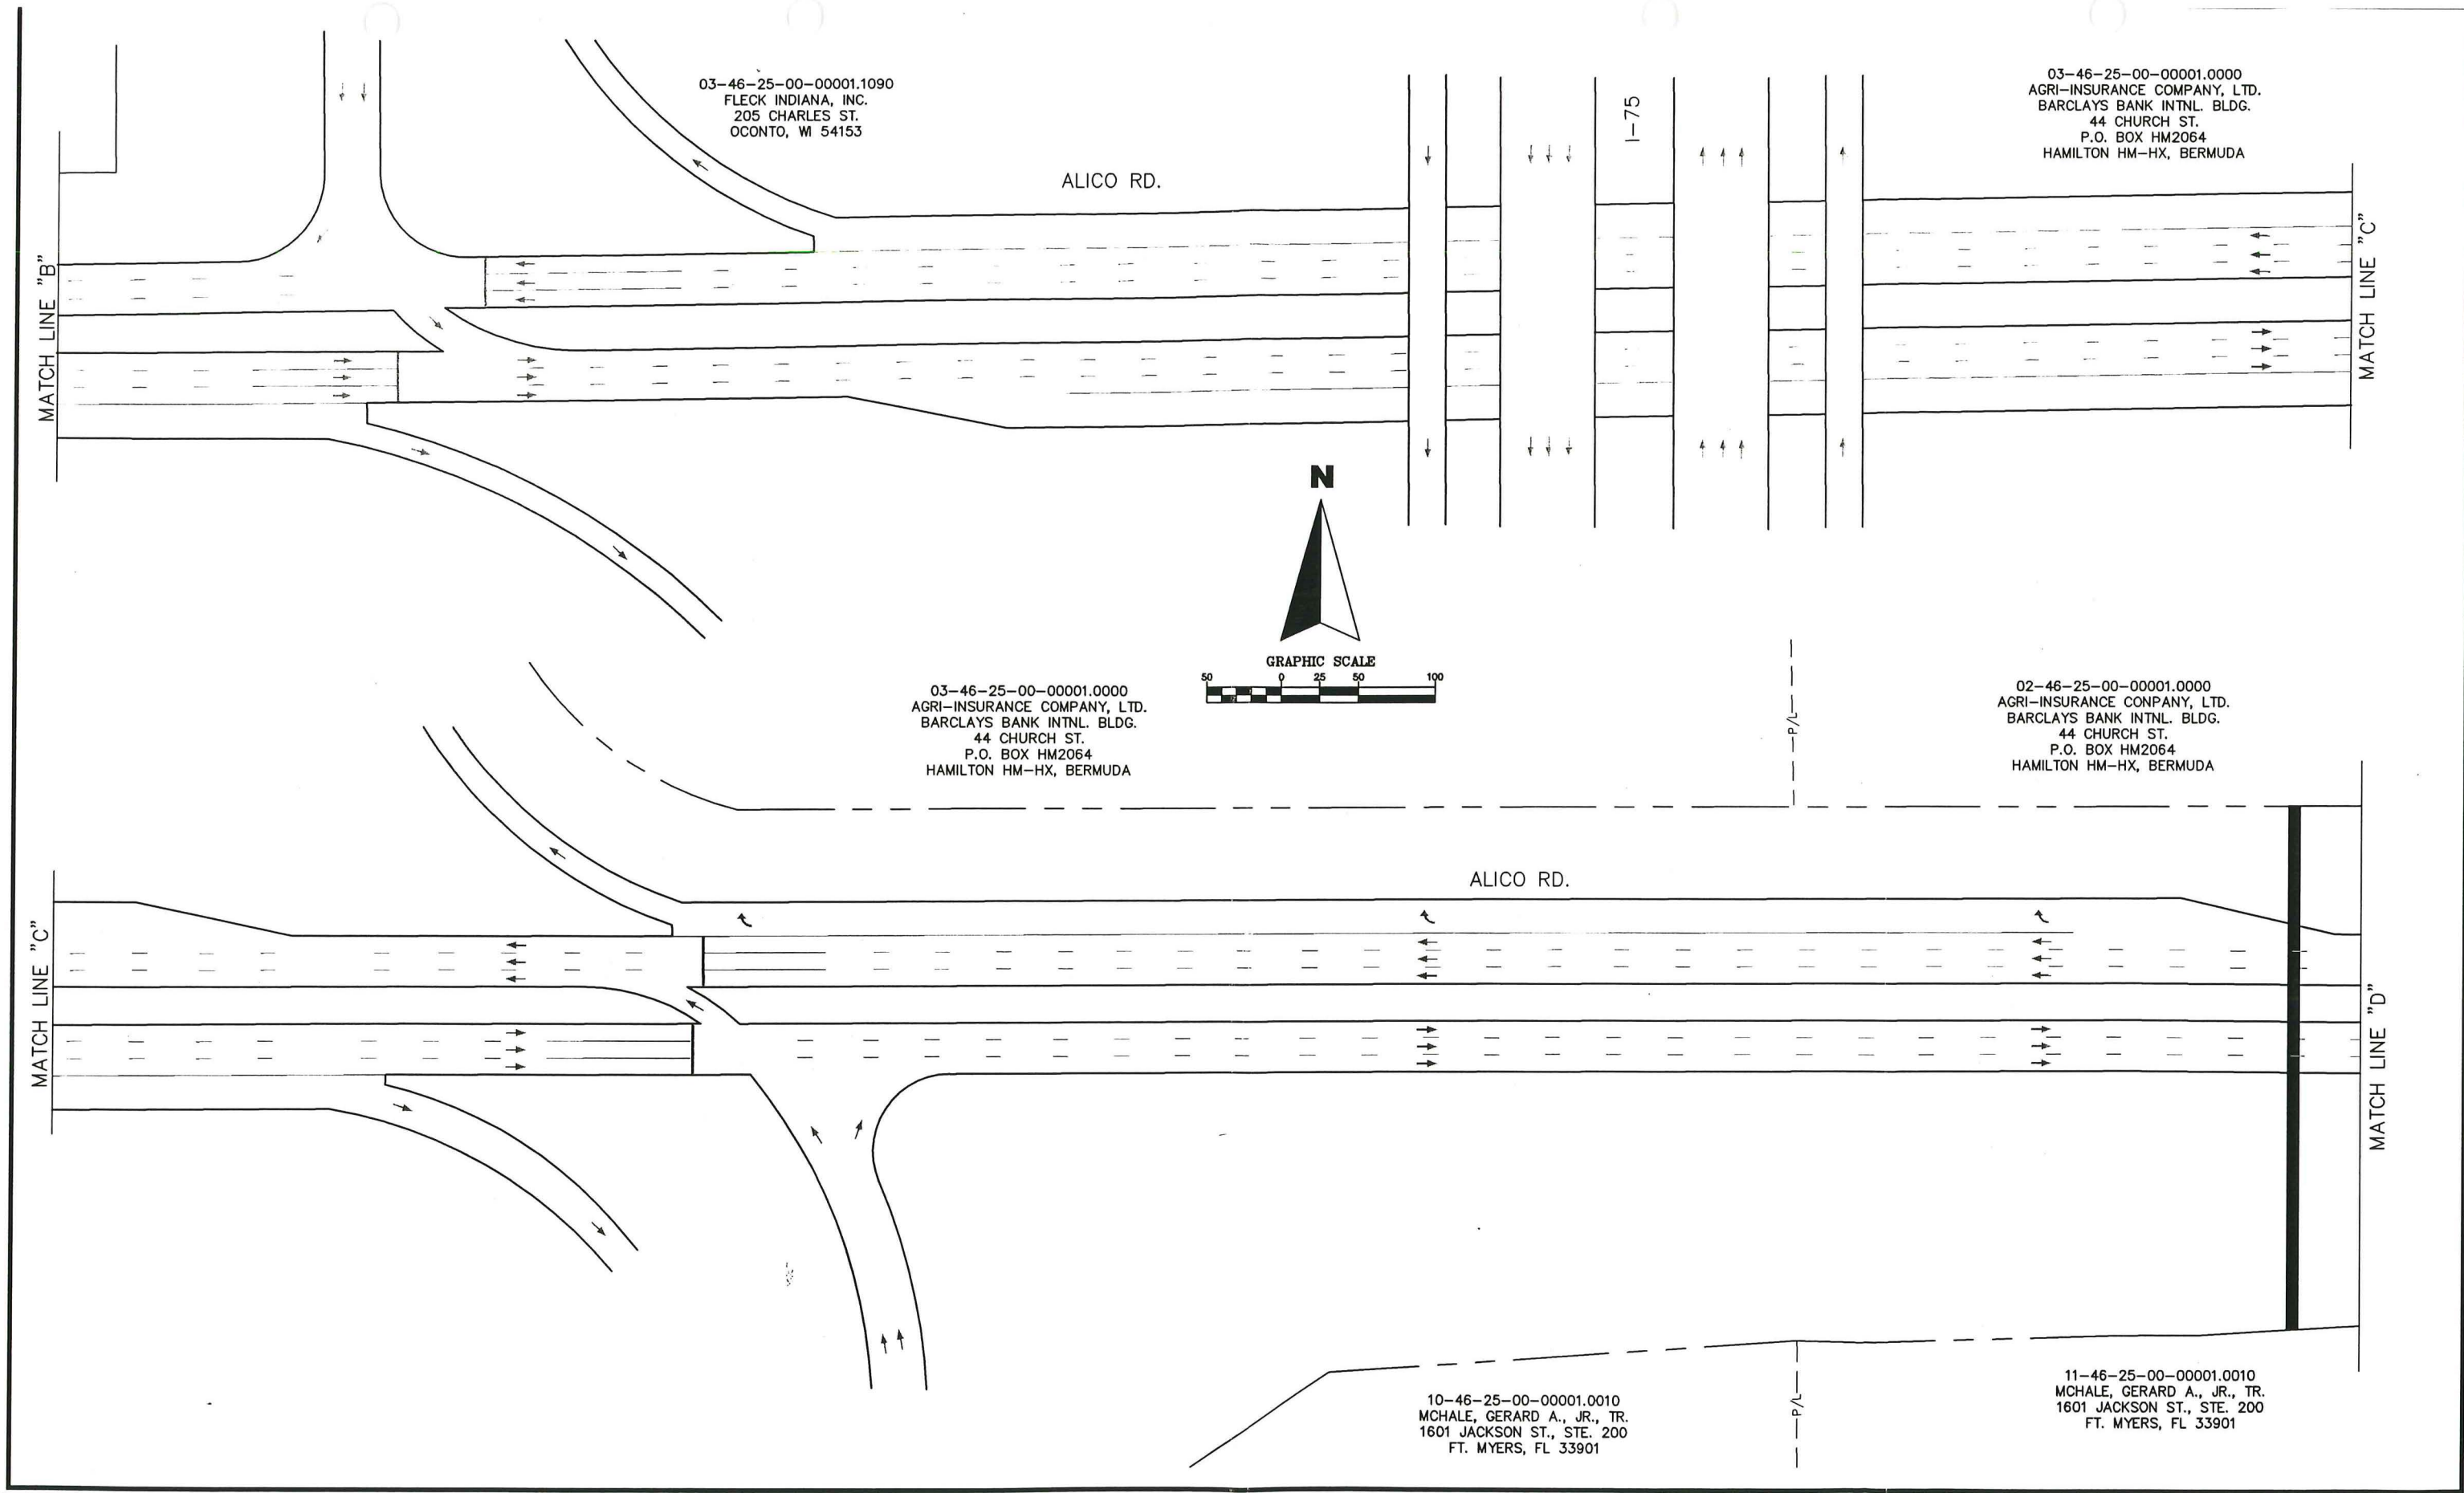 03-46-25-00-00001.1090
FLECK INDIANA, INC.
205 CHARLES ST.
OCONTO, WI 54153
ALICO RD.
I-75
03-46-25-00-00001.0000
AGRI-INSURANCE COMPANY, LTD.
BARCLAYS BANK INTNL. BLDG.
44 CHURCH ST.
P.O. BOX HM2064
HAMILTON HM-HX, BERMUDA
MATCH LINE "B"
MATCH LINE "C"
N
GRAPHIC SCALE
50 0 25 50 100
03-46-25-00-00001.0000
AGRI-INSURANCE COMPANY, LTD.
BARCLAYS BANK INTNL. BLDG.
44 CHURCH ST.
P.O. BOX HM2064
HAMILTON HM-HX, BERMUDA
P/L
02-46-25-00-00001.0000
AGRI-INSURANCE CONPANY, LTD.
BARCLAYS BANK INTNL. BLDG.
44 CHURCH ST.
P.O. BOX HM2064
HAMILTON HM-HX, BERMUDA
ALICO RD.
MATCH LINE "C"
MATCH LINE "D"
10-46-25-00-00001.0010
MCHALE, GERARD A., JR., TR.
1601 JACKSON ST., STE. 200
FT. MYERS, FL 33901
P/L
11-46-25-00-00001.0010
MCHALE, GERARD A., JR., TR.
1601 JACKSON ST., STE. 200
FT. MYERS, FL 33901